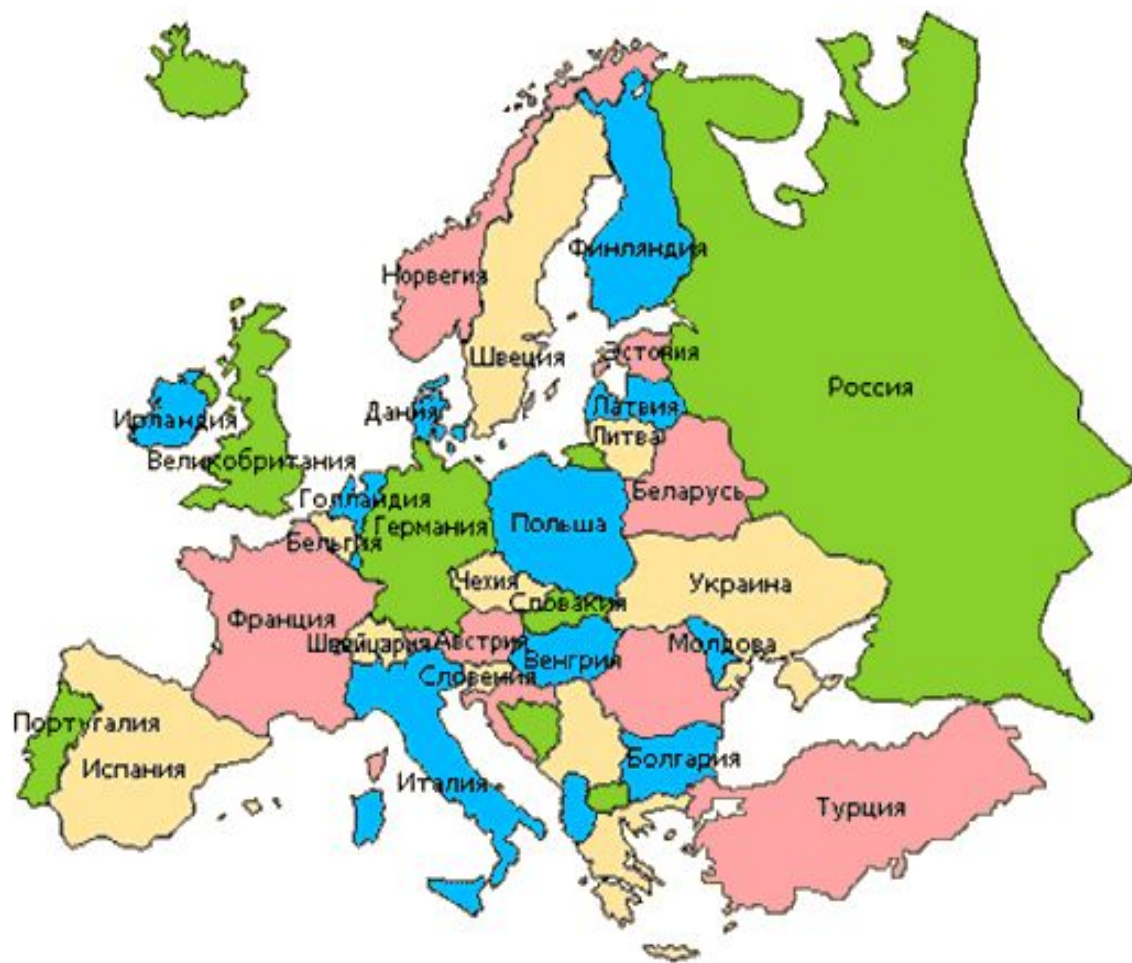 Финляндия
Норвегия
Швеция
Эстония
Россия
Латвия
Дания
Ирландия
Литва
Великобритания
Беларусь
Голландия
Германия
Польша
Бельгия
Чехия
Украина
Словакия
Франция
Австрия
Швейцария
Молдова
Венгрия
Словения
Португалия
Болгария
Испания
Италия
Турция